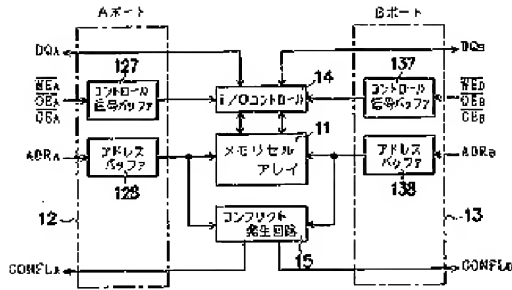 Aポート
Bポート
DQA
DQB
127
137
14
WEA
OEA
CEA
コントロール
信号バッファ
I/Oコントロール
コントロール
信号バッファ
OEB
CEB
11
ADRA
アドレス
バッファ
メモリセル
アレイ
アドレス
バッファ
ADRB
128
138
12
13
コンフリクト
発生回路
15
CONFLA
CONFLB